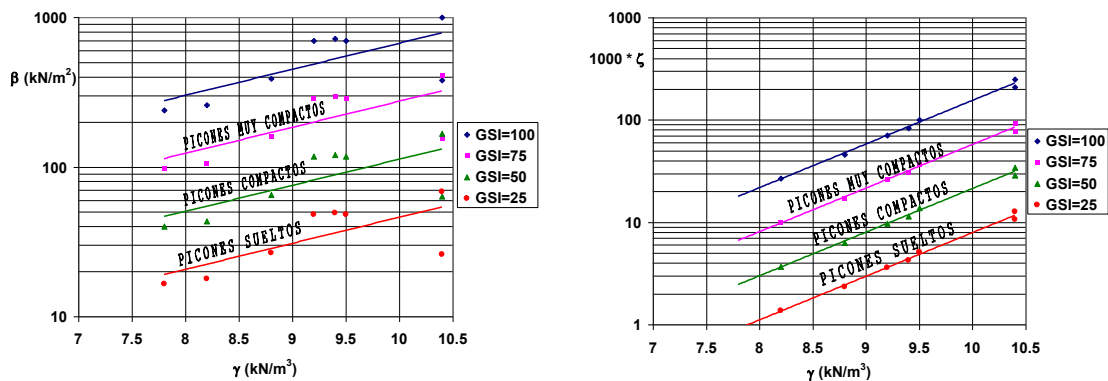 1000
β (kN/m²)
100
10
7
7.5
8
8.5
9
9.5
10
10.5
γ (kN/m³)
PICONES MUY COMPACTOS
PICONES COMPACTOS
PICONES SUELTOS
GSI=100
GSI=75
GSI=50
GSI=25
1000
1000 * ζ
100
10
1
7
7.5
8
8.5
9
9.5
10
10.5
γ (kN/m³)
PICONES MUY COMPACTOS
PICONES COMPACTOS
PICONES SUELTOS
GSI=100
GSI=75
GSI=50
GSI=25